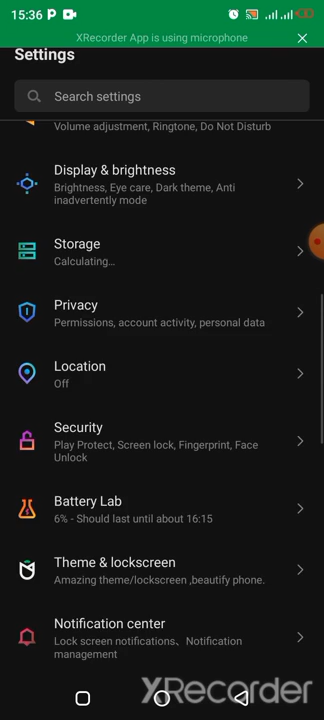 15:36
XRecorder App is using microphone
Settings
Search settings
Volume adjustment, Ringtone, Do Not Disturb
Display & brightness
Brightness, Eye care, Dark theme, Anti
inadvertently mode
Storage
Calculating...
Privacy
Permissions, account activity, personal data
Location
Off
Security
Play Protect, Screen lock, Fingerprint, Face
Unlock
Battery Lab
6% - Should last until about 16:15
Theme & lockscreen
Amazing theme/lockscreen ,beautify phone.
Notification center
Lock screen notifications、Notification
management
XRecorder